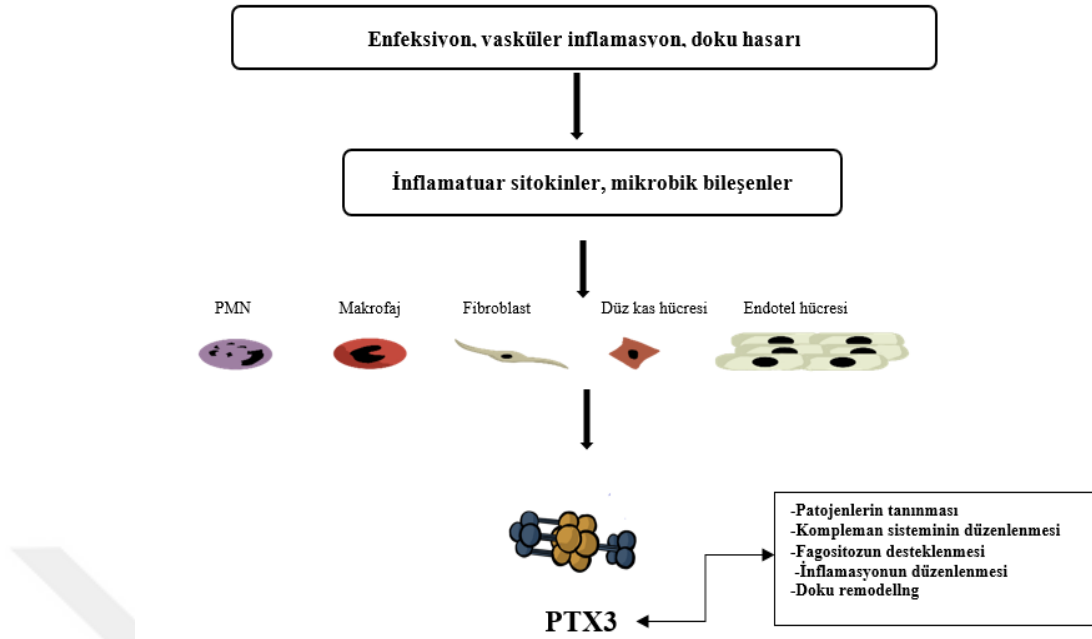 Enfeksiyon, vasküler inflamasyon, doku hasarı
İnflamatuar sitokinler, mikrobik bileşenler
PMN Makrofaj Fibroblast Düz kas hücresi Endotel hücresi
-Patojenlerin tanınması
-Kompleman sisteminin düzenlenmesi
-Fagositozun desteklenmesi
-İnflamasyonun düzenlenmesi
-Doku remodellng
PTX3